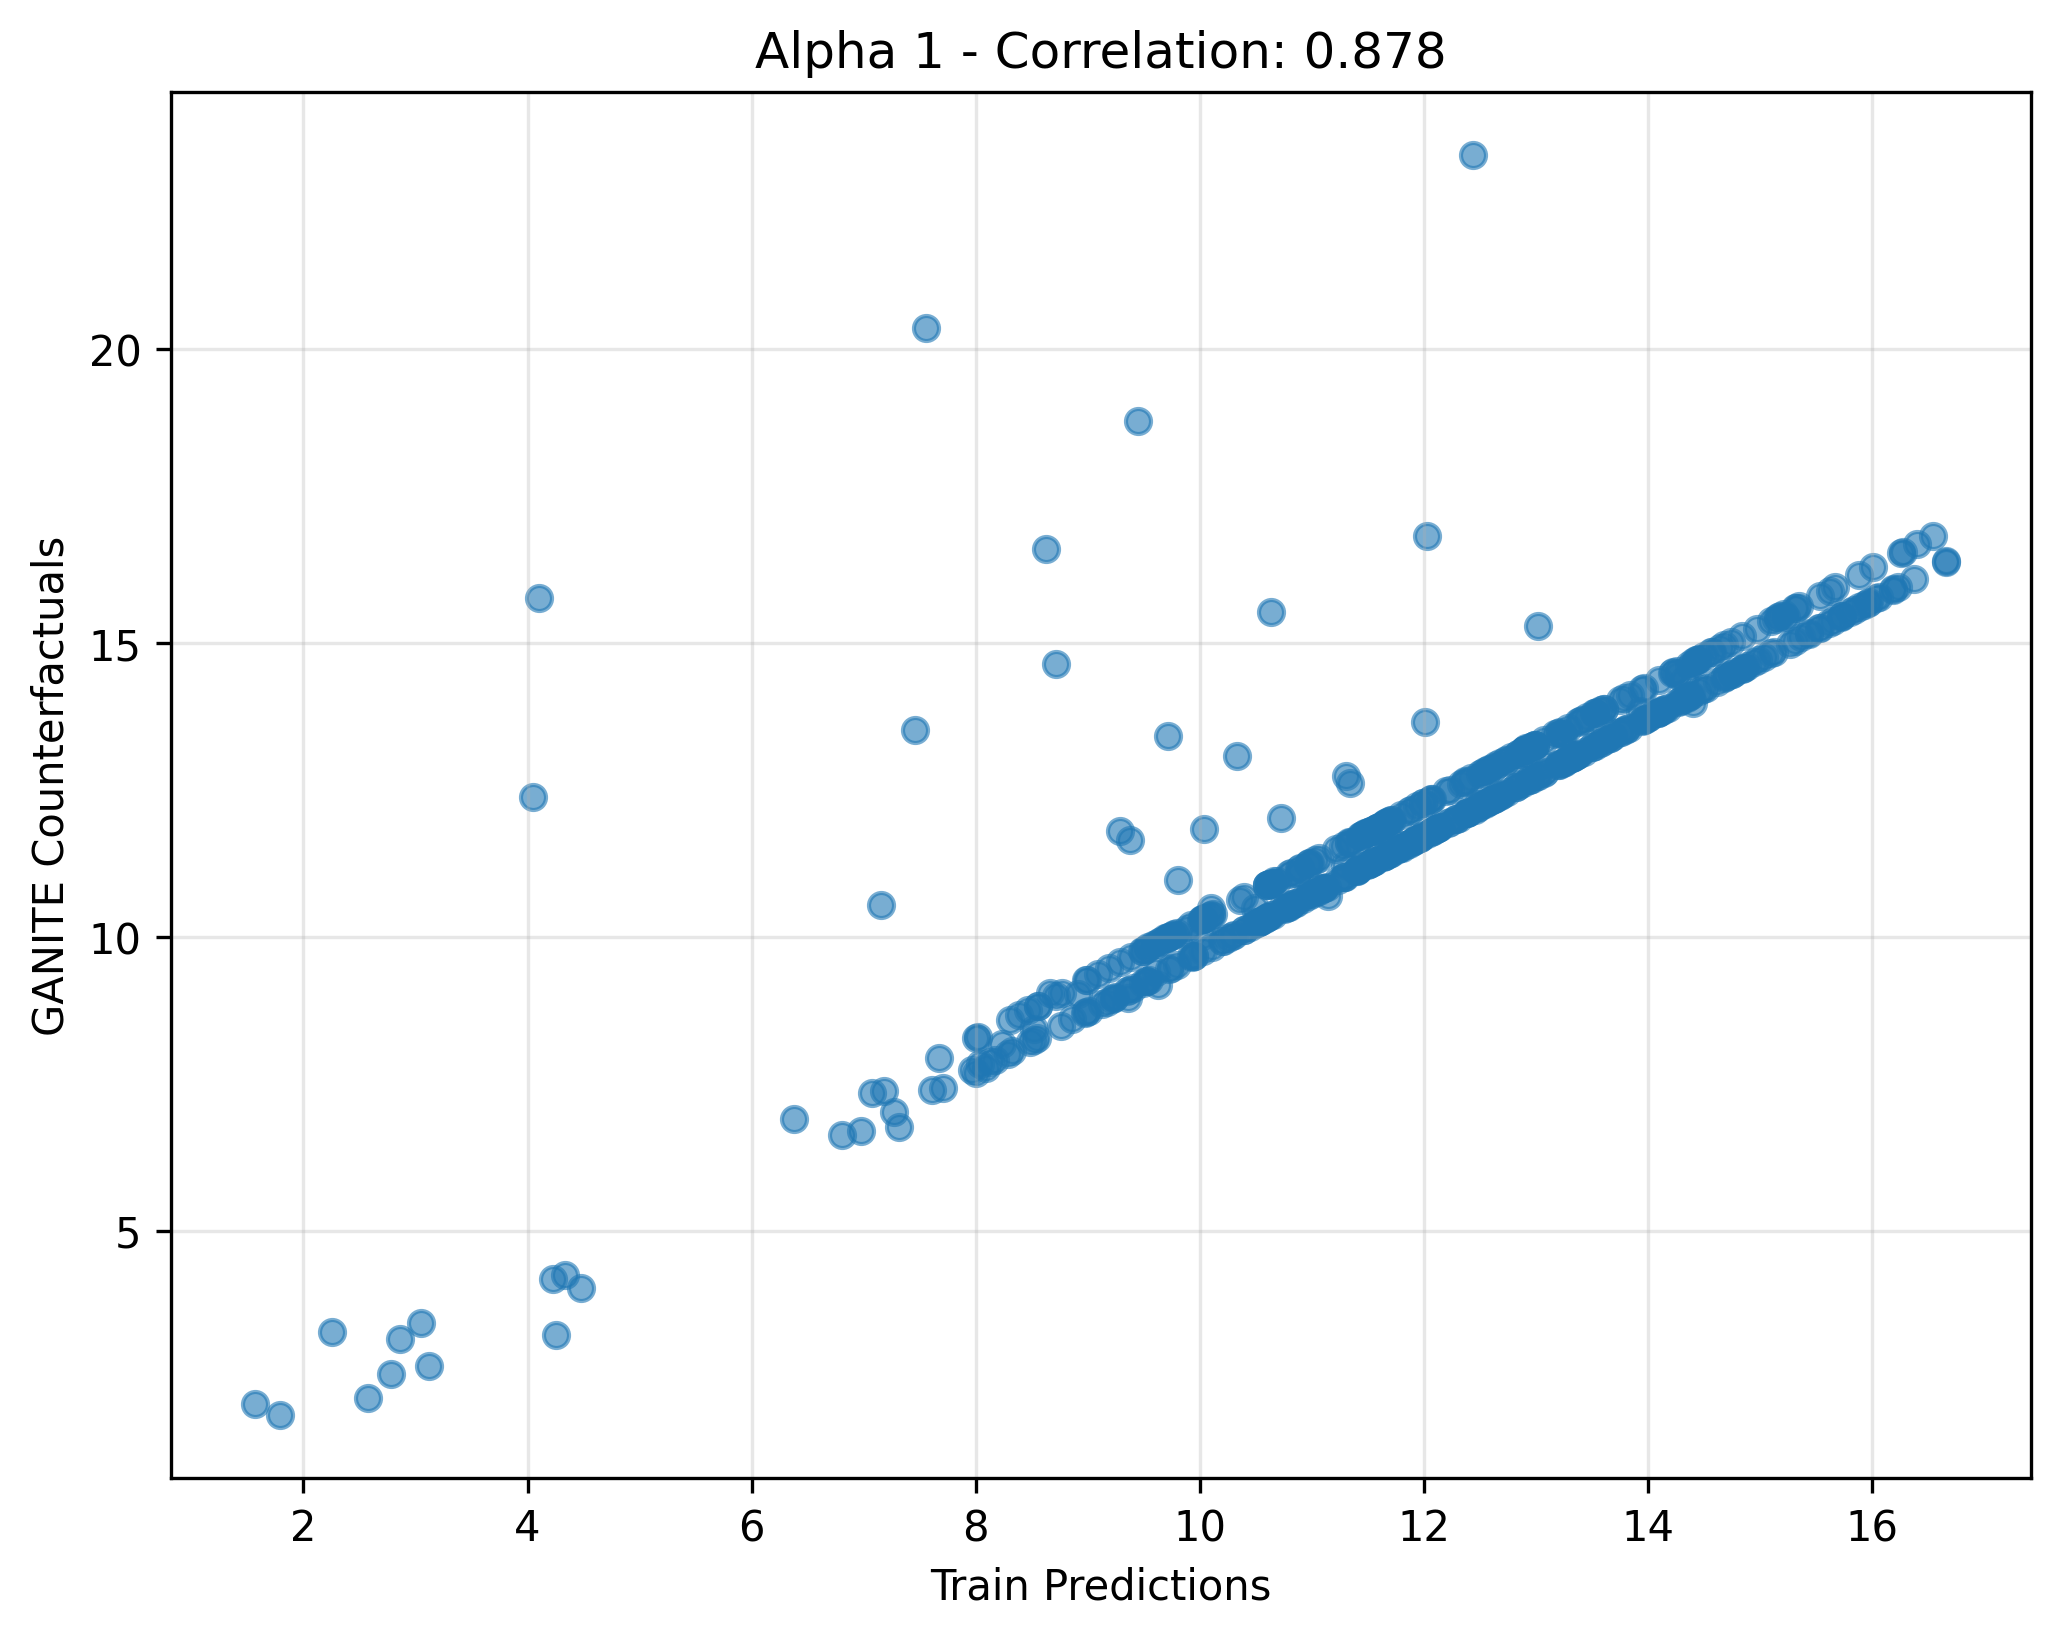 Alpha 1 - Correlation: 0.878
GANITE Counterfactuals
20
15
10
5
2 4 6 8 10 12 14 16
Train Predictions